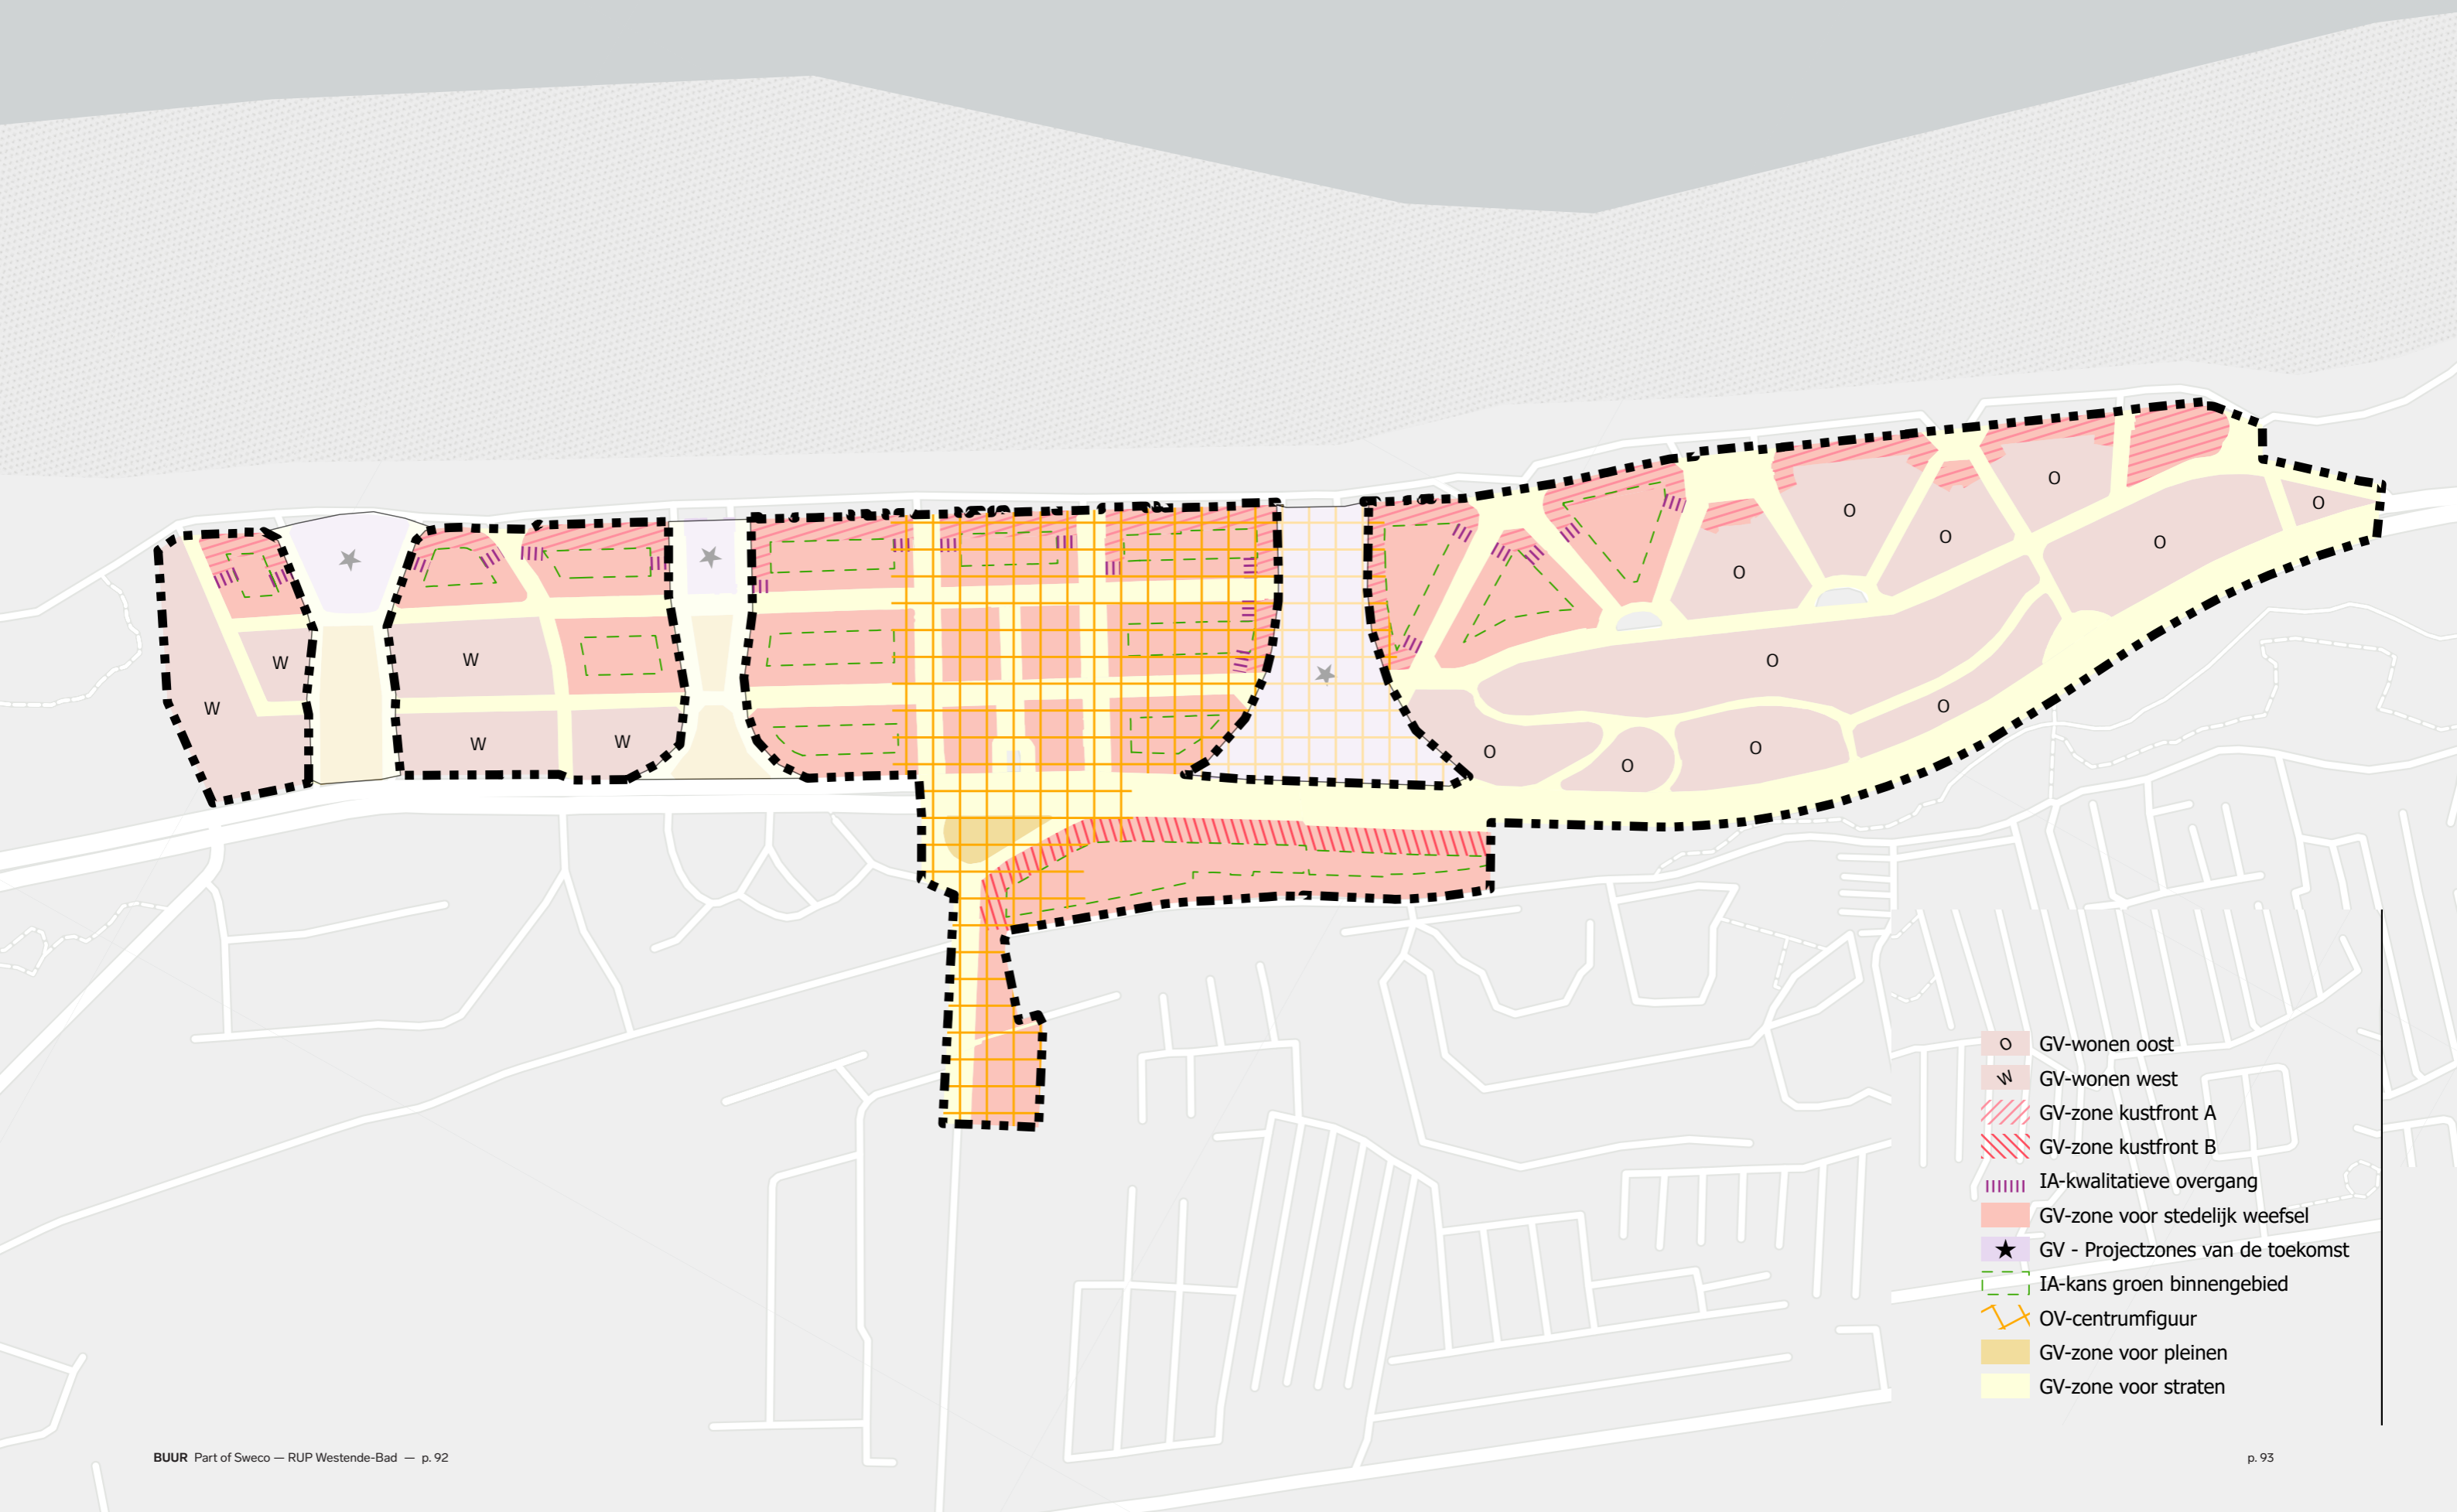 O
O
O
O
O
O
O
W
O
W
W
O
W
O
W
O
O
O
O GV-wonen oost
W GV-wonen west
GV-zone kustfront A
GV-zone kustfront B
IA-kwalitatieve overgang
GV-zone voor stedelijk weefsel
GV - Projectzones van de toekomst
IA-kans groen binnengebied
OV-centrumfiguur
GV-zone voor pleinen
GV-zone voor straten
BUUR Part of Sweco — RUP Westende-Bad — p. 92
p. 93